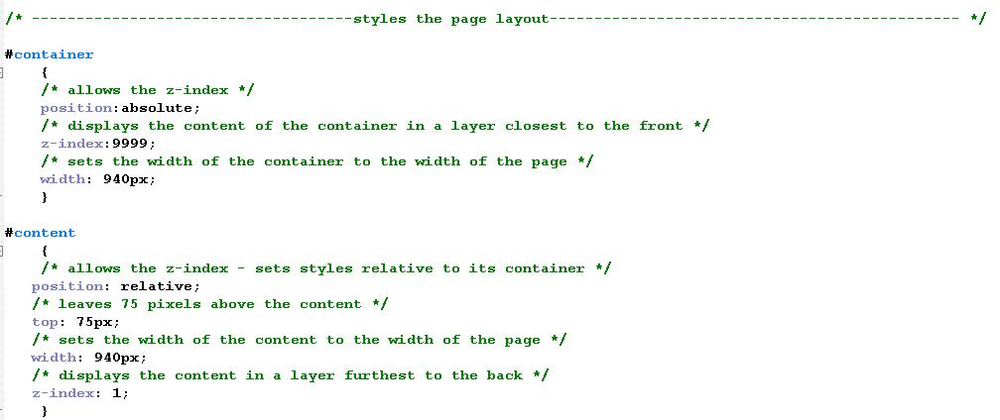 /* ------------------------------------styles the page layout---------------------------------------------- */
#container
{
/* allows the z-index */
position:absolute;
/* displays the content of the container in a layer closest to the front */
z-index:9999;
/* sets the width of the container to the width of the page */
width: 940px;
}
#content
{
/* allows the z-index - sets styles relative to its container */
position: relative;
/* leaves 75 pixels above the content */
top: 75px;
/* sets the width of the content to the width of the page */
width: 940px;
/* displays the content in a layer furthest to the back */
z-index: 1;
}